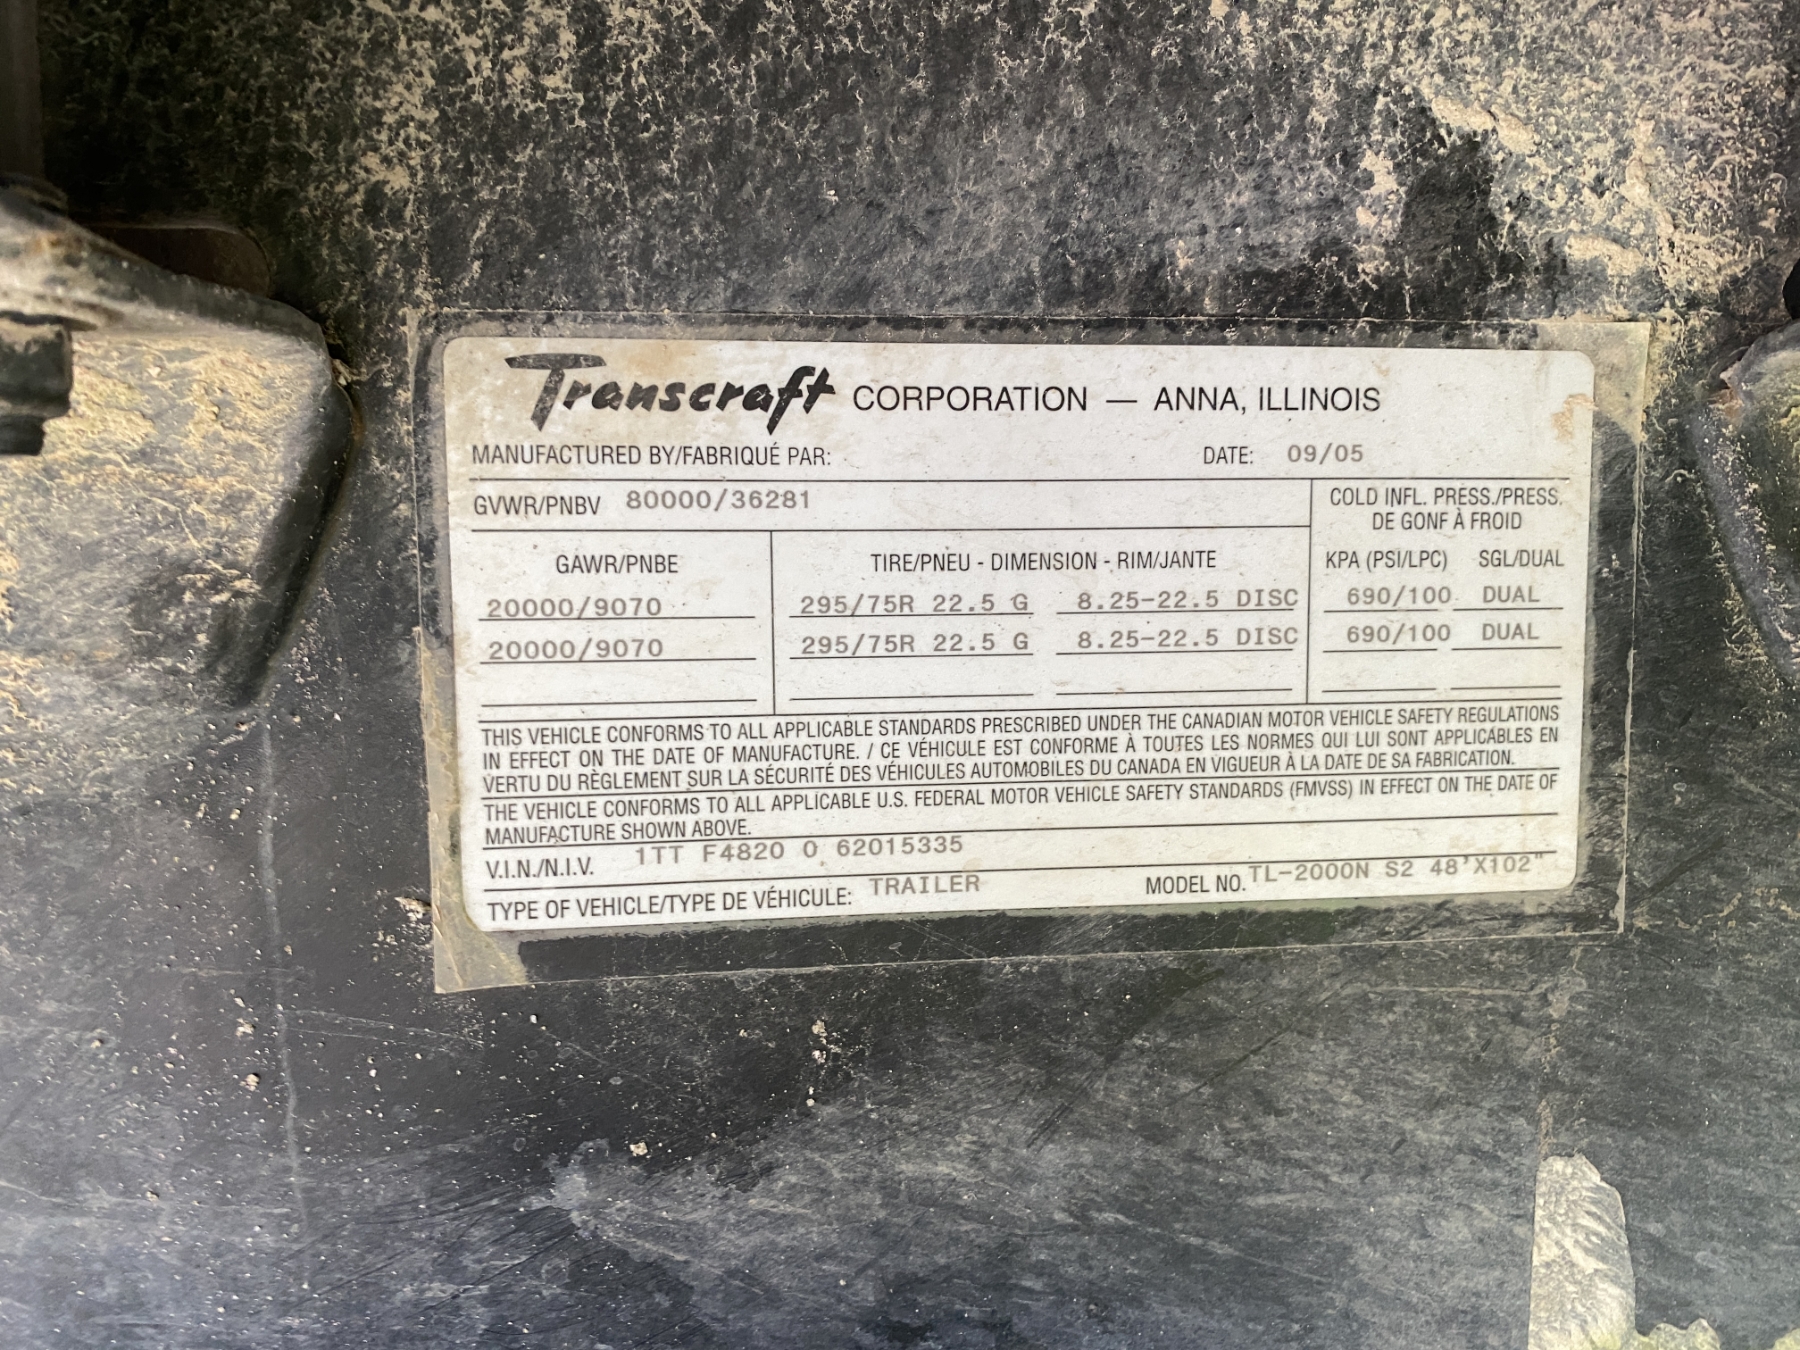 Transcraft CORPORATION — ANNA, ILLINOIS
MANUFACTURED BY/FABRIQUÉ PAR: DATE: 09/05
GVWR/PNBV 80000/36281 COLD INFL. PRESS./PRESS. DE GONF À FROID
GAWR/PNBE TIRE/PNEU - DIMENSION - RIM/JANTE KPA (PSI/LPC) SGL/DUAL
20000/9070 295/75R 22.5 G 8.25-22.5 DISC 690/100 DUAL
20000/9070 295/75R 22.5 G 8.25-22.5 DISC 690/100 DUAL
THIS VEHICLE CONFORMS TO ALL APPLICABLE STANDARDS PRESCRIBED UNDER THE CANADIAN MOTOR VEHICLE SAFETY REGULATIONS
IN EFFECT ON THE DATE OF MANUFACTURE. / CE VÉHICULE EST CONFORME À TOUTES LES NORMES QUI LUI SONT APPLICABLES EN
VERTU DU RÈGLEMENT SUR LA SÉCURITÉ DES VÉHICULES AUTOMOBILES DU CANADA EN VIGUEUR À LA DATE DE SA FABRICATION.
THE VEHICLE CONFORMS TO ALL APPLICABLE U.S. FEDERAL MOTOR VEHICLE SAFETY STANDARDS (FMVSS) IN EFFECT ON THE DATE OF
MANUFACTURE SHOWN ABOVE.
V.I.N./N.I.V. 1TT F4820 0 62015335
TYPE OF VEHICLE/TYPE DE VÉHICULE: TRAILER MODEL NO. TL-2000N S2 48'X102"